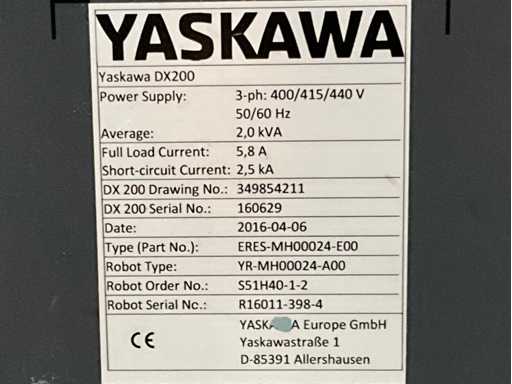 YASKAWA
Yaskawa DX200
Power Supply: 3-ph: 400/415/440 V
50/60 Hz
Average: 2,0 kVA
Full Load Current: 5,8 A
Short-circuit Current: 2,5 kA
DX 200 Drawing No.: 349854211
DX 200 Serial No.: 160629
Date: 2016-04-06
Type (Part No.): ERES-MH00024-E00
Robot Type: YR-MH00024-A00
Robot Order No.: S51H40-1-2
Robot Serial No.: R16011-398-4
CE
Europe GmbH
Yaskawastraße 1
D-85391 Allershausen